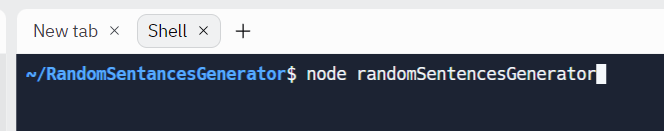 New tab × Shell × +
~/RandomSentancesGenerator$ node randomSentencesGenerator